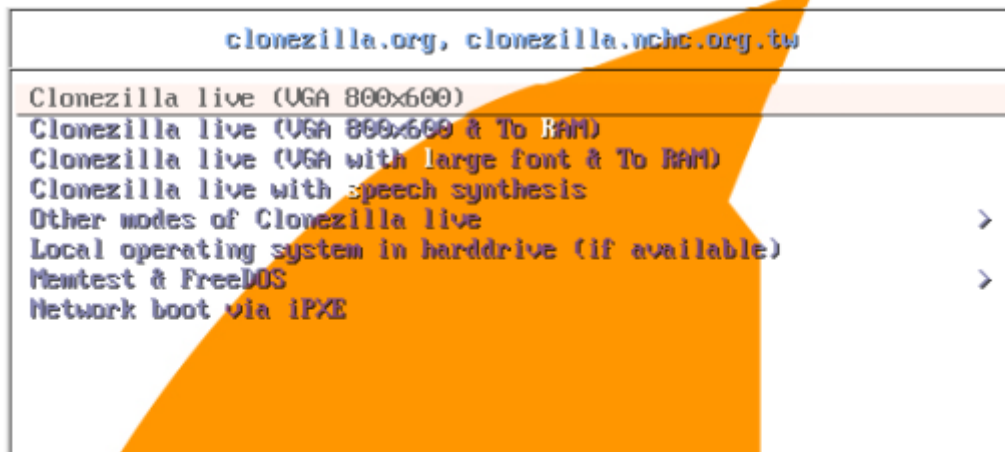 clonezilla.org, clonezilla.nchc.org.tw
Clonezilla live (VGA 800x600)
Clonezilla live (VGA 800x600 & To RAM)
Clonezilla live (VGA with large font & To RAM)
Clonezilla live with speech synthesis
Other modes of Clonezilla live >
Local operating system in harddrive (if available)
Memtest & FreeDOS >
Network boot via iPXE